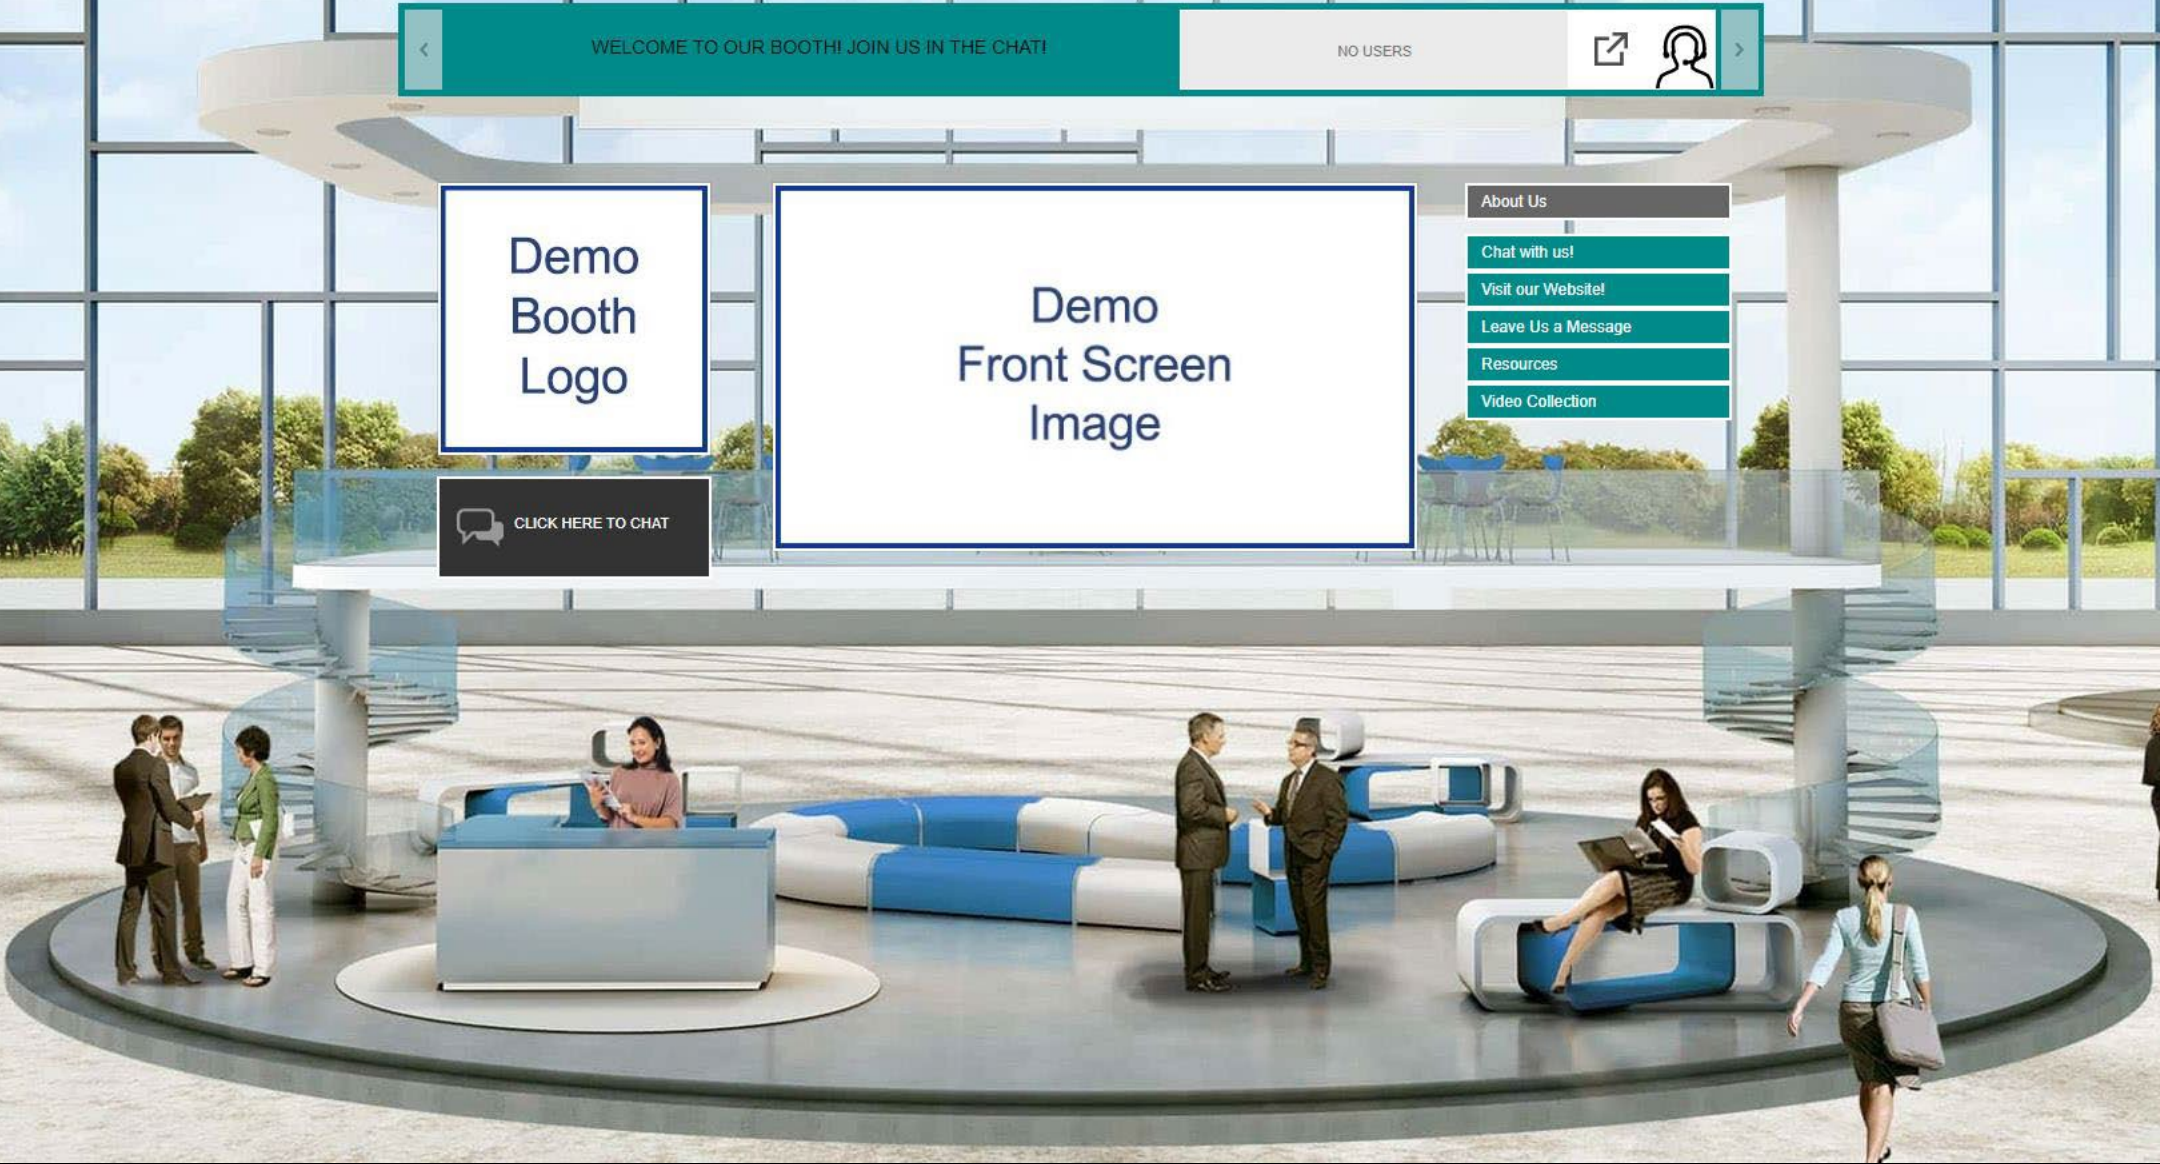 WELCOME TO OUR BOOTH! JOIN US IN THE CHAT!
NO USERS
Demo
Booth
Logo
CLICK HERE TO CHAT
Demo
Front Screen
Image
About Us
Chat with us!
Visit our Website!
Leave Us a Message
Resources
Video Collection